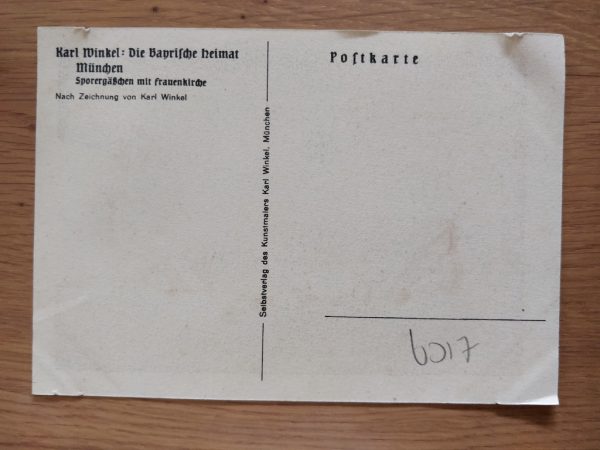 Karl Winkel: Die Bayrische Heimat
München
Sporergäßchen mit Frauenkirche
Nach Zeichnung von Karl Winkel
Selbstverlag des Kunstmalers Karl Winkel, München
Postkarte
6017